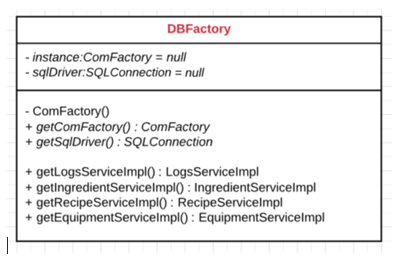 DBFactory
- instance:ComFactory = null
- sqlDriver:SQLConnection = null
- ComFactory()
+ getComFactory() : ComFactory
+ getSqlDriver() : SQLConnection
+ getLogsServiceImpl() : LogsServiceImpl
+ getIngredientServiceImpl() : IngredientServiceImpl
+ getRecipeServiceImpl() : RecipeServiceImpl
+ getEquipmentServiceImpl() : EquipmentServiceImpl